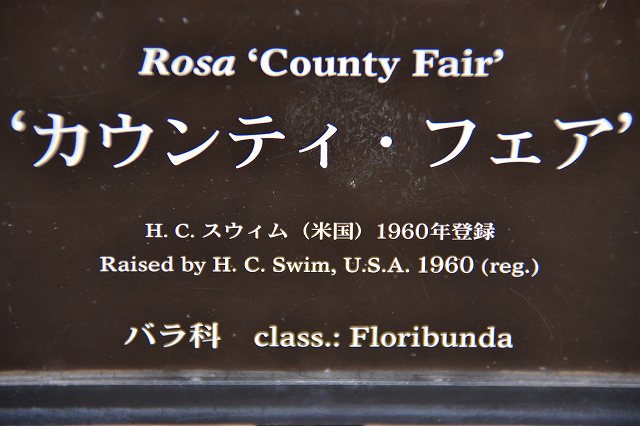 Rosa ‘County Fair’
‘カウンティ・フェア’
H. C. スウィム（米国）1960年登録
Raised by H. C. Swim, U.S.A. 1960 (reg.)
バラ科 class.: Floribunda